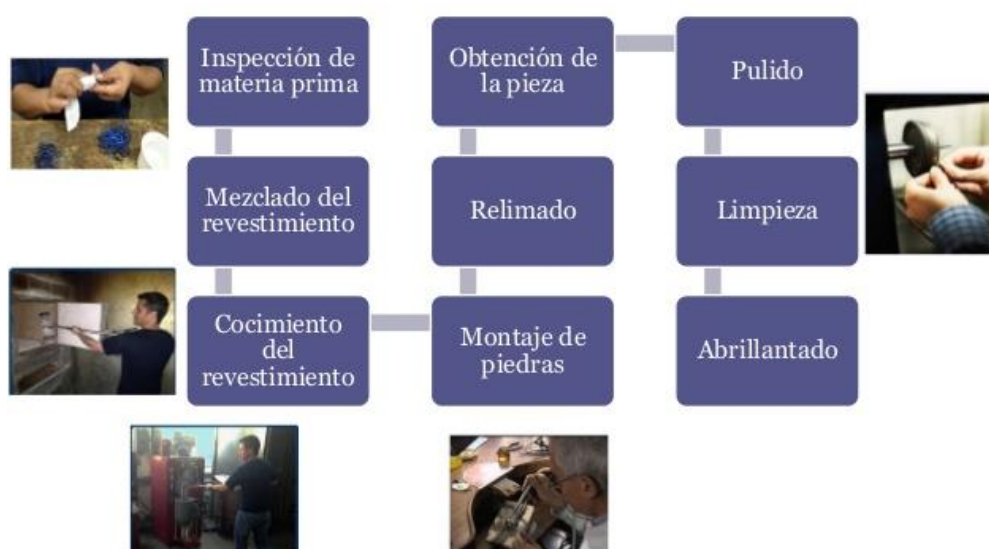 Inspección de
materia prima
Mezclado del
revestimiento
Cocimiento
del
revestimiento
Montaje de
piedras
Relimado
Obtención de
la pieza
Pulido
Limpieza
Abrillantado